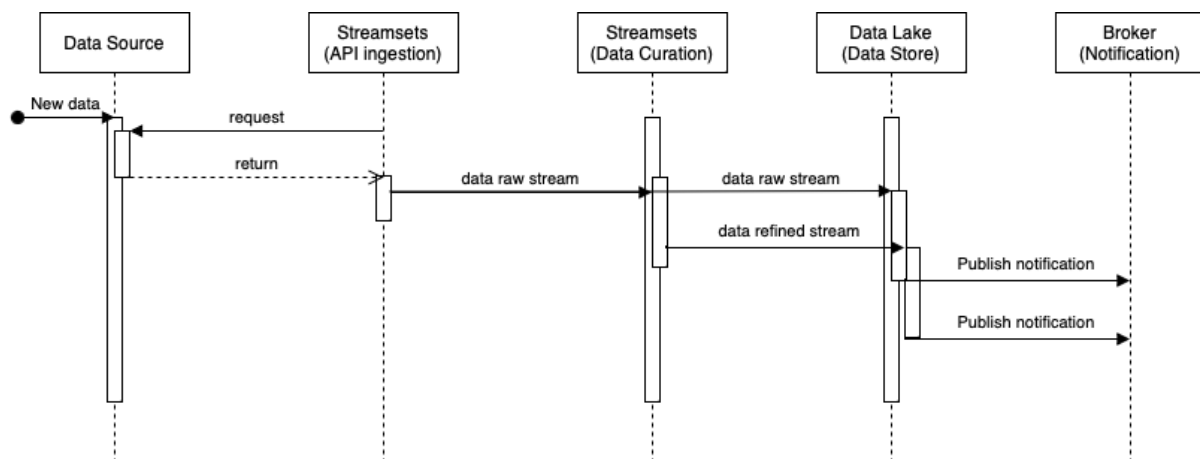 Data Source
Streamsets
(API ingestion)
Streamsets
(Data Curation)
Data Lake
(Data Store)
Broker
(Notification)
New data
request
return
data raw stream
data raw stream
data refined stream
Publish notification
Publish notification